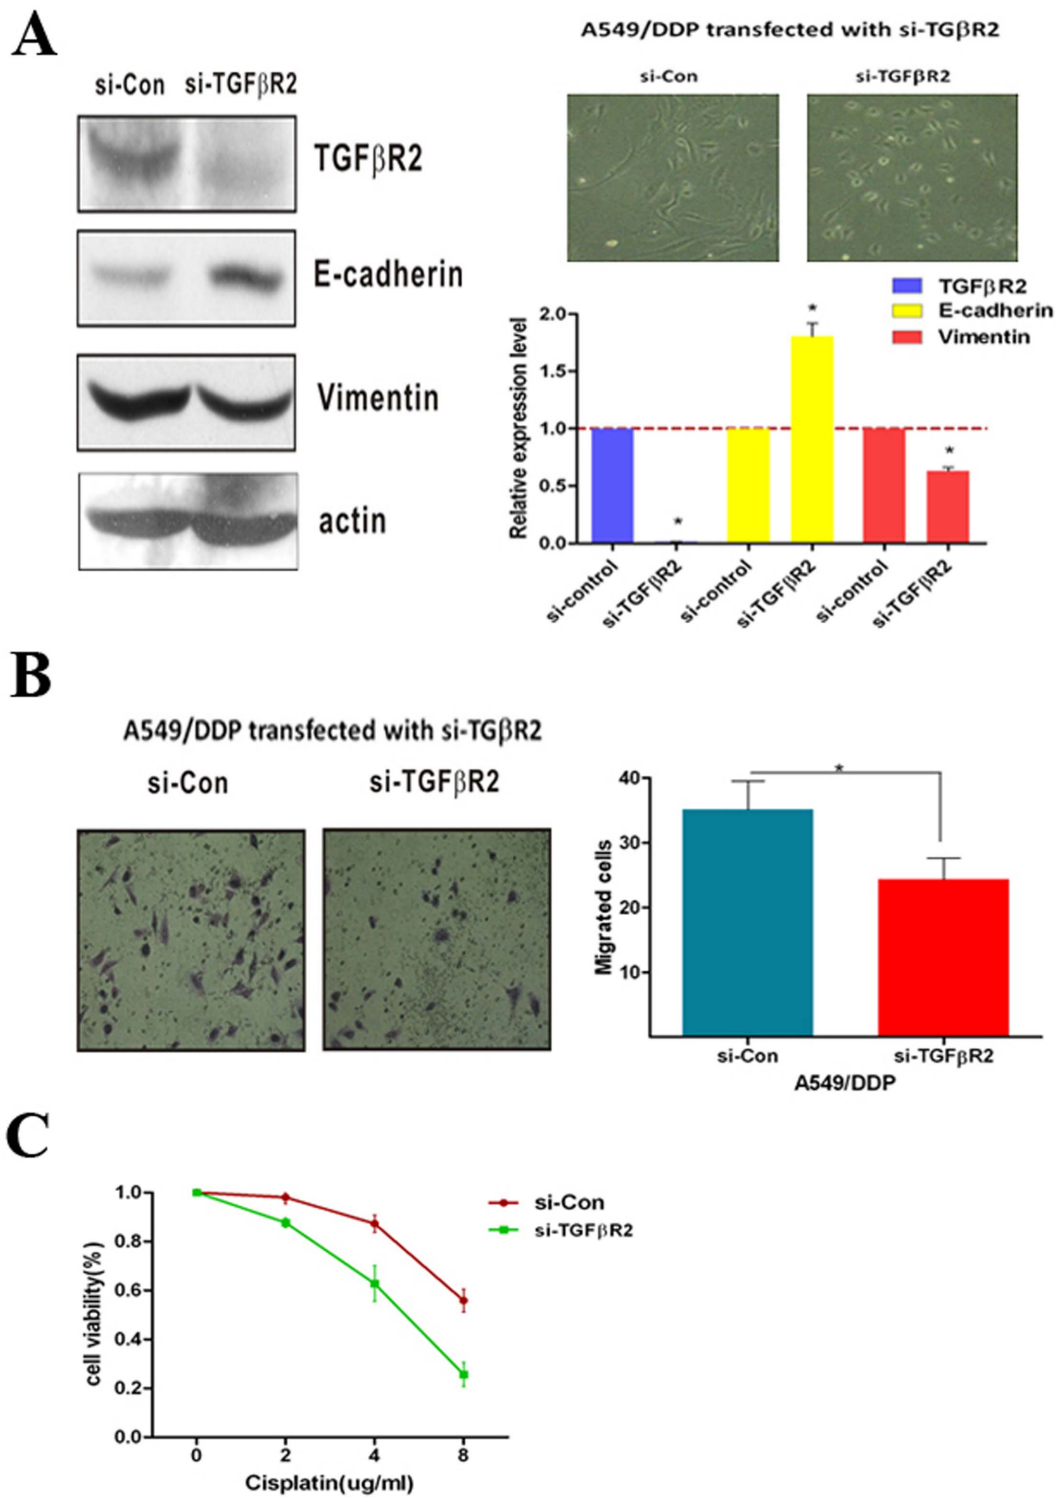 A
si-Con si-TGFβR2
TGFβR2
E-cadherin
Vimentin
actin
A549/DDP transfected with si-TGβR2
si-Con si-TGFβR2
TGFβR2
E-cadherin
Vimentin
Relative expression level
2.0
1.5
1.0
0.5
0.0
* * *
si-control si-TGFβR2 si-control si-TGFβR2 si-control si-TGFβR2
B
A549/DDP transfected with si-TGβR2
si-Con si-TGFβR2
Migrated cells
40
30
20
10
*
si-Con si-TGFβR2
A549/DDP
C
cell viability(%)
1.0
0.8
0.6
0.4
0.2
0.0
si-Con
si-TGFβR2
0 2 4 8
Cisplatin(ug/ml)